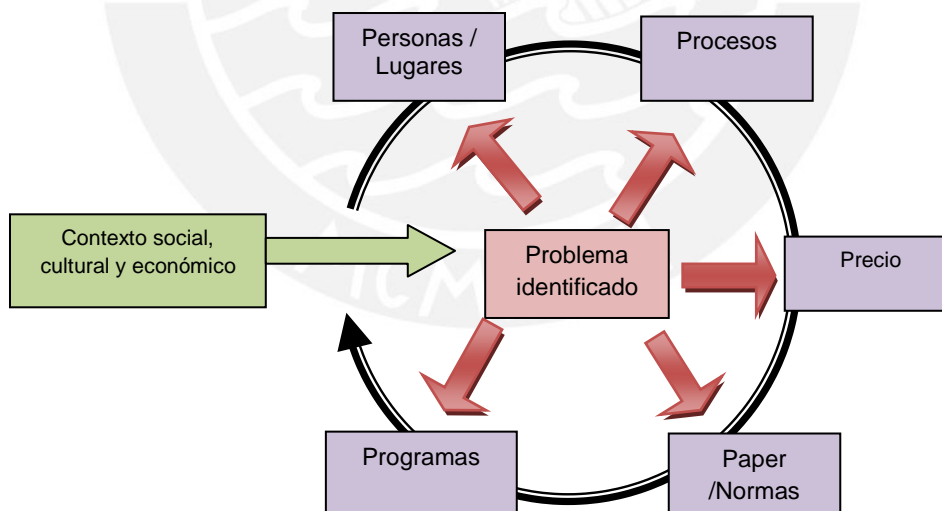 Personas /
Lugares
Procesos
Contexto social,
cultural y económico
Problema
identificado
Precio
Programas
Paper
/Normas